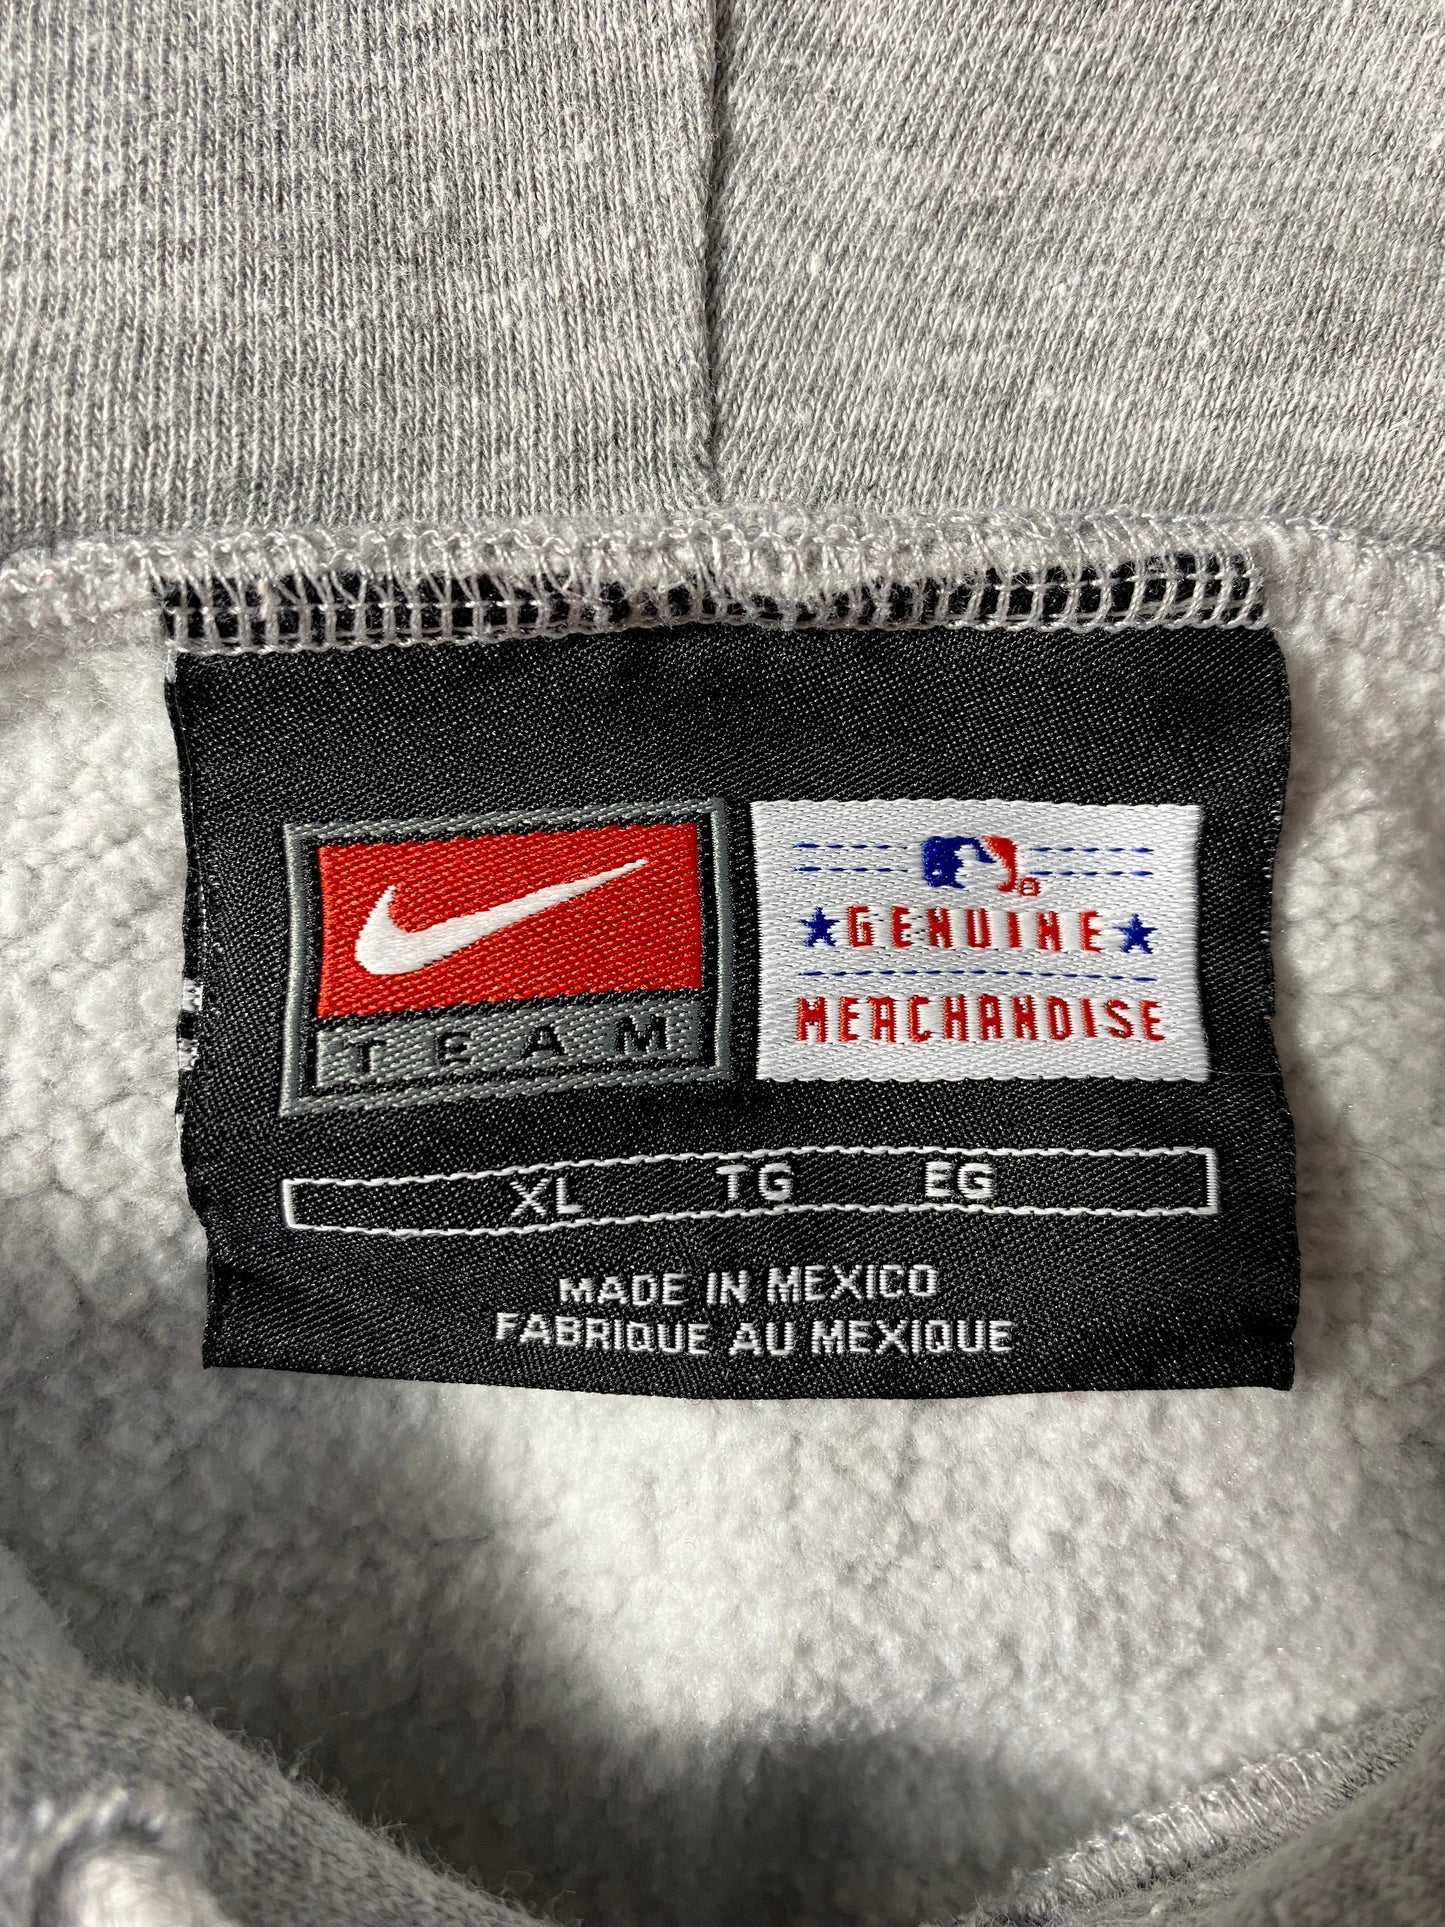 TEAM
GENUINE
MERCHANDISE
XL TG EG
MADE IN MEXICO
FABRIQUE AU MEXIQUE